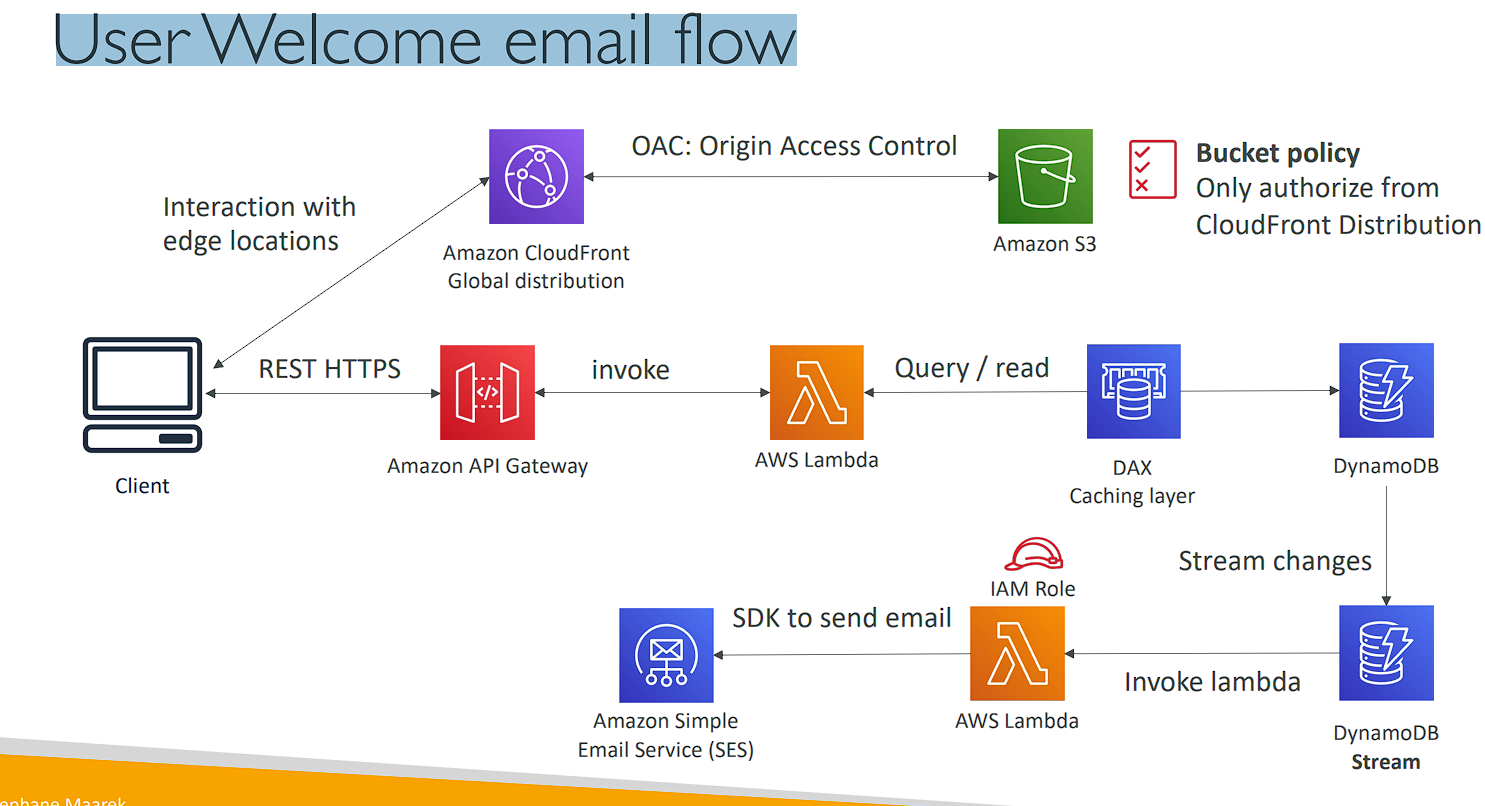 User Welcome email flow
OAC: Origin Access Control
Bucket policy
Only authorize from
CloudFront Distribution
Interaction with
edge locations
Amazon CloudFront
Global distribution
Amazon S3
REST HTTPS
invoke
Query / read
Client
Amazon API Gateway
AWS Lambda
DAX
Caching layer
DynamoDB
Stream changes
IAM Role
SDK to send email
Invoke lambda
Amazon Simple
Email Service (SES)
AWS Lambda
DynamoDB
Stream
ephane Maarek